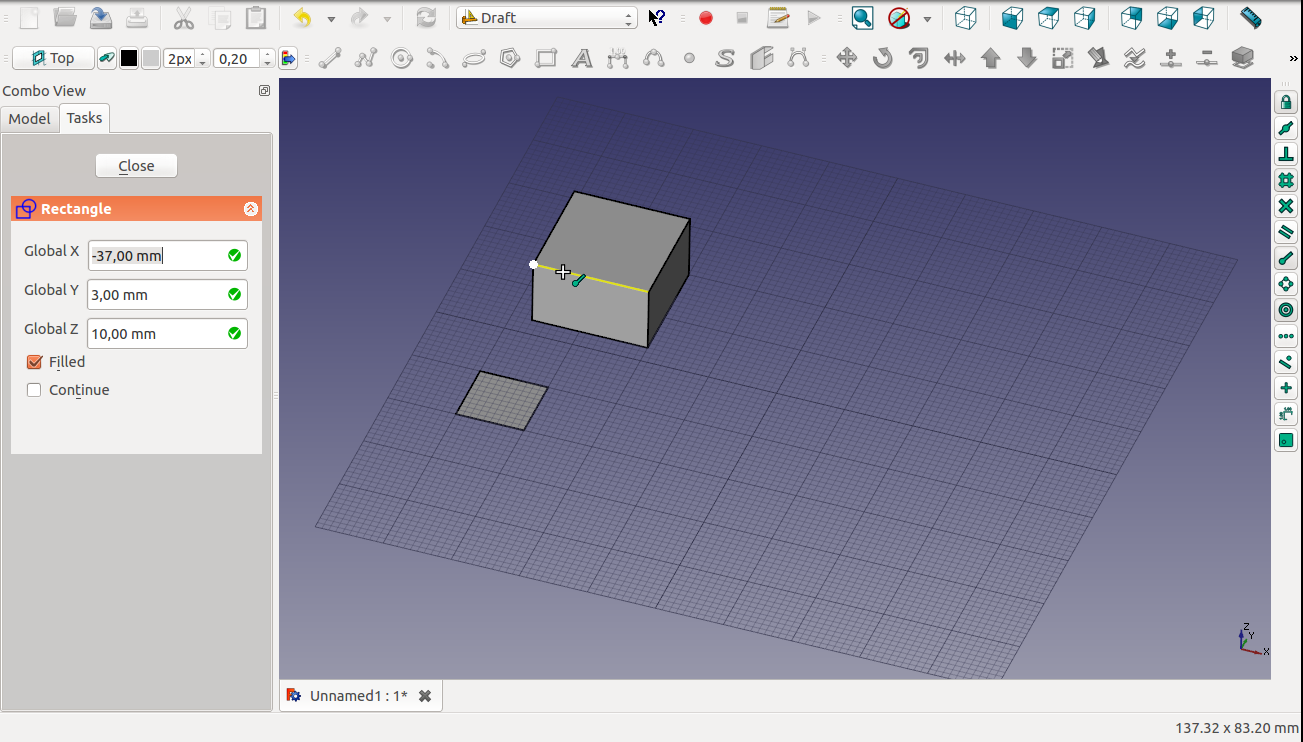 Draft
Top
2px
0,20
»
Combo View
Model
Tasks
Close
Rectangle
Global X
-37,00 mm
Global Y
3,00 mm
Global Z
10,00 mm
Filled
Continue
Z
Y
X
Unnamed1 : 1*
137.32 x 83.20 mm